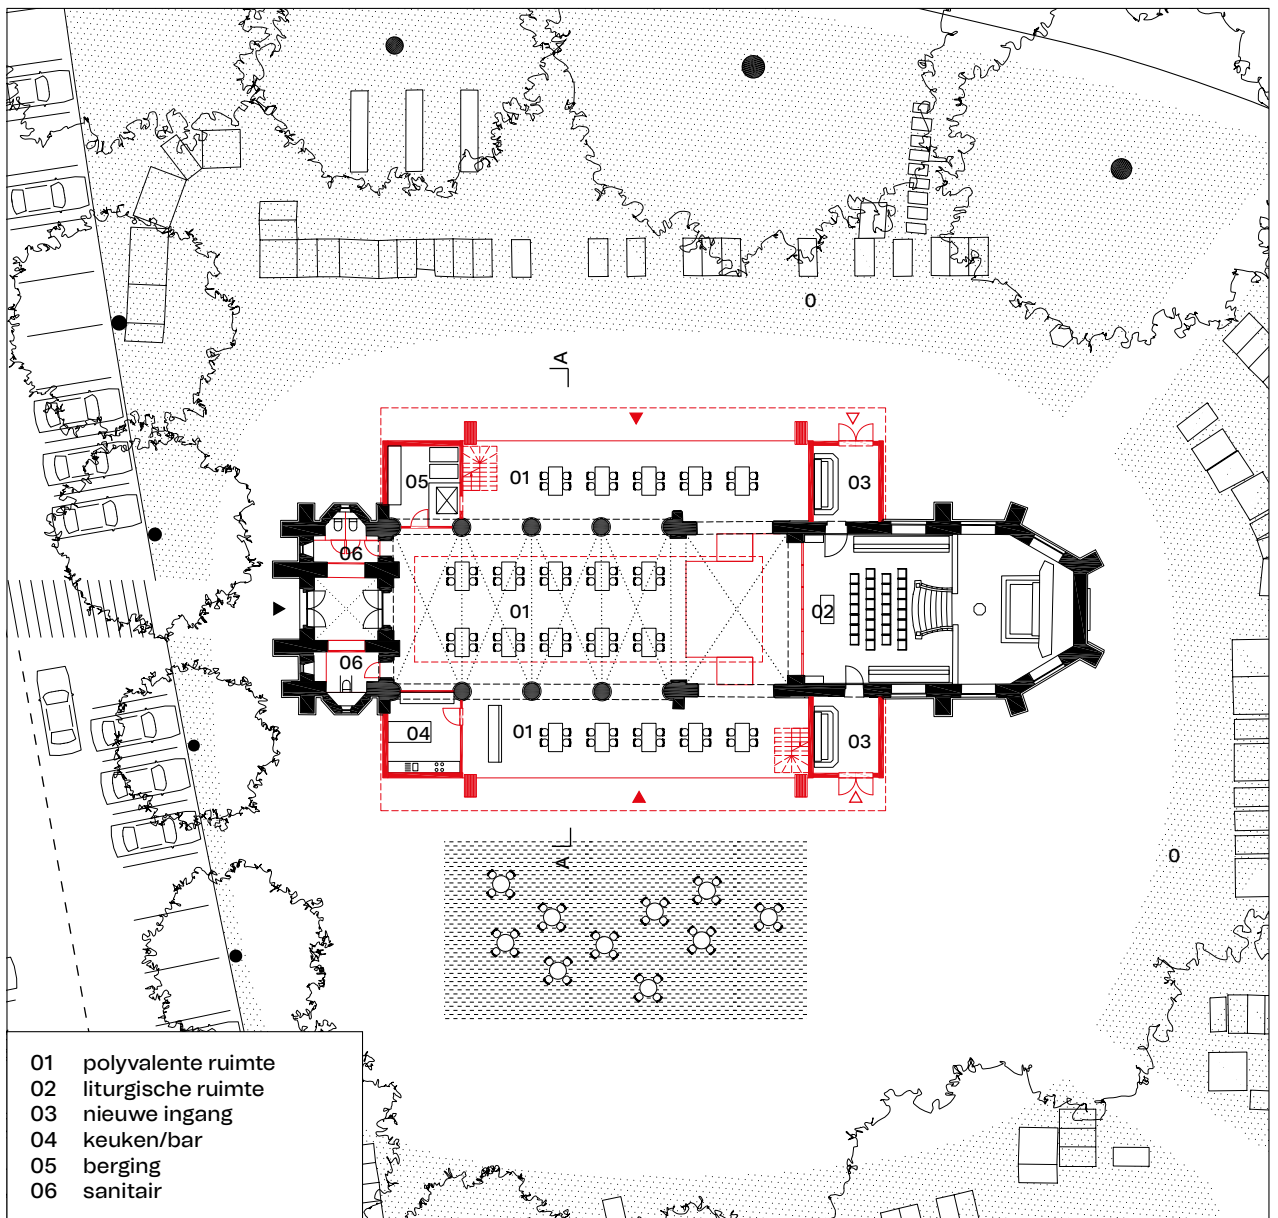 0
A
01
05
03
06
01
02
06
04
01
03
A
0
01 polyvalente ruimte
02 liturgische ruimte
03 nieuwe ingang
04 keuken/bar
05 berging
06 sanitair